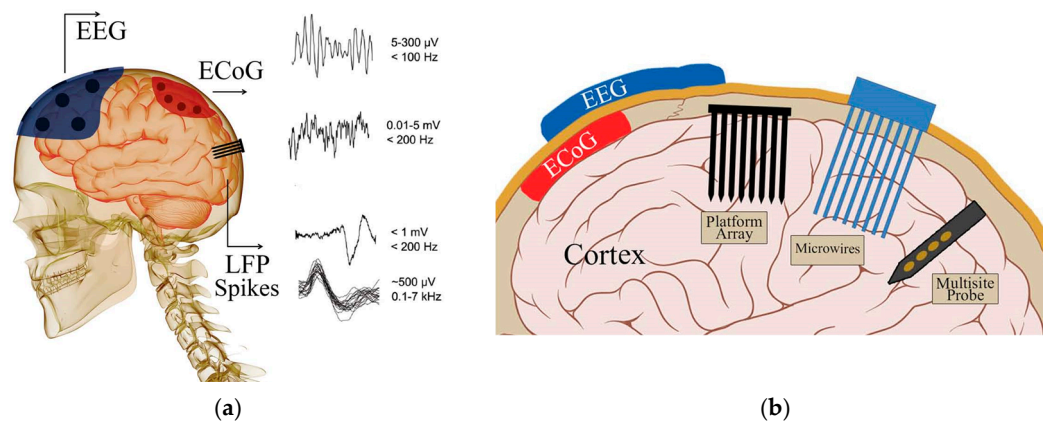 EEG
ECoG
5-300 µV
< 100 Hz
0.01-5 mV
< 200 Hz
< 1 mV
< 200 Hz
LFP
Spikes
~500 µV
0.1-7 kHz
(a)
EEG
ECoG
Cortex
Platform
Array
Microwires
Multisite
Probe
(b)